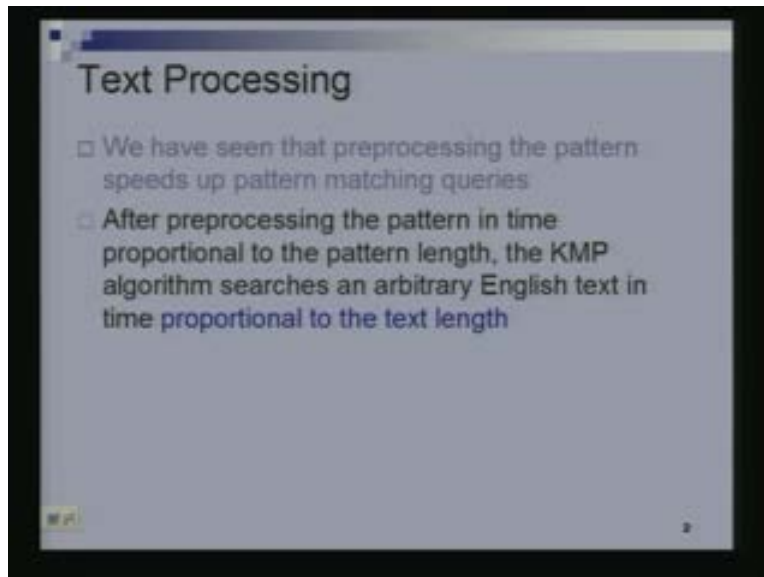 Text Processing
We have seen that preprocessing the pattern
speeds up pattern matching queries
After preprocessing the pattern in time
proportional to the pattern length, the KMP
algorithm searches an arbitrary English text in
time proportional to the text length
2